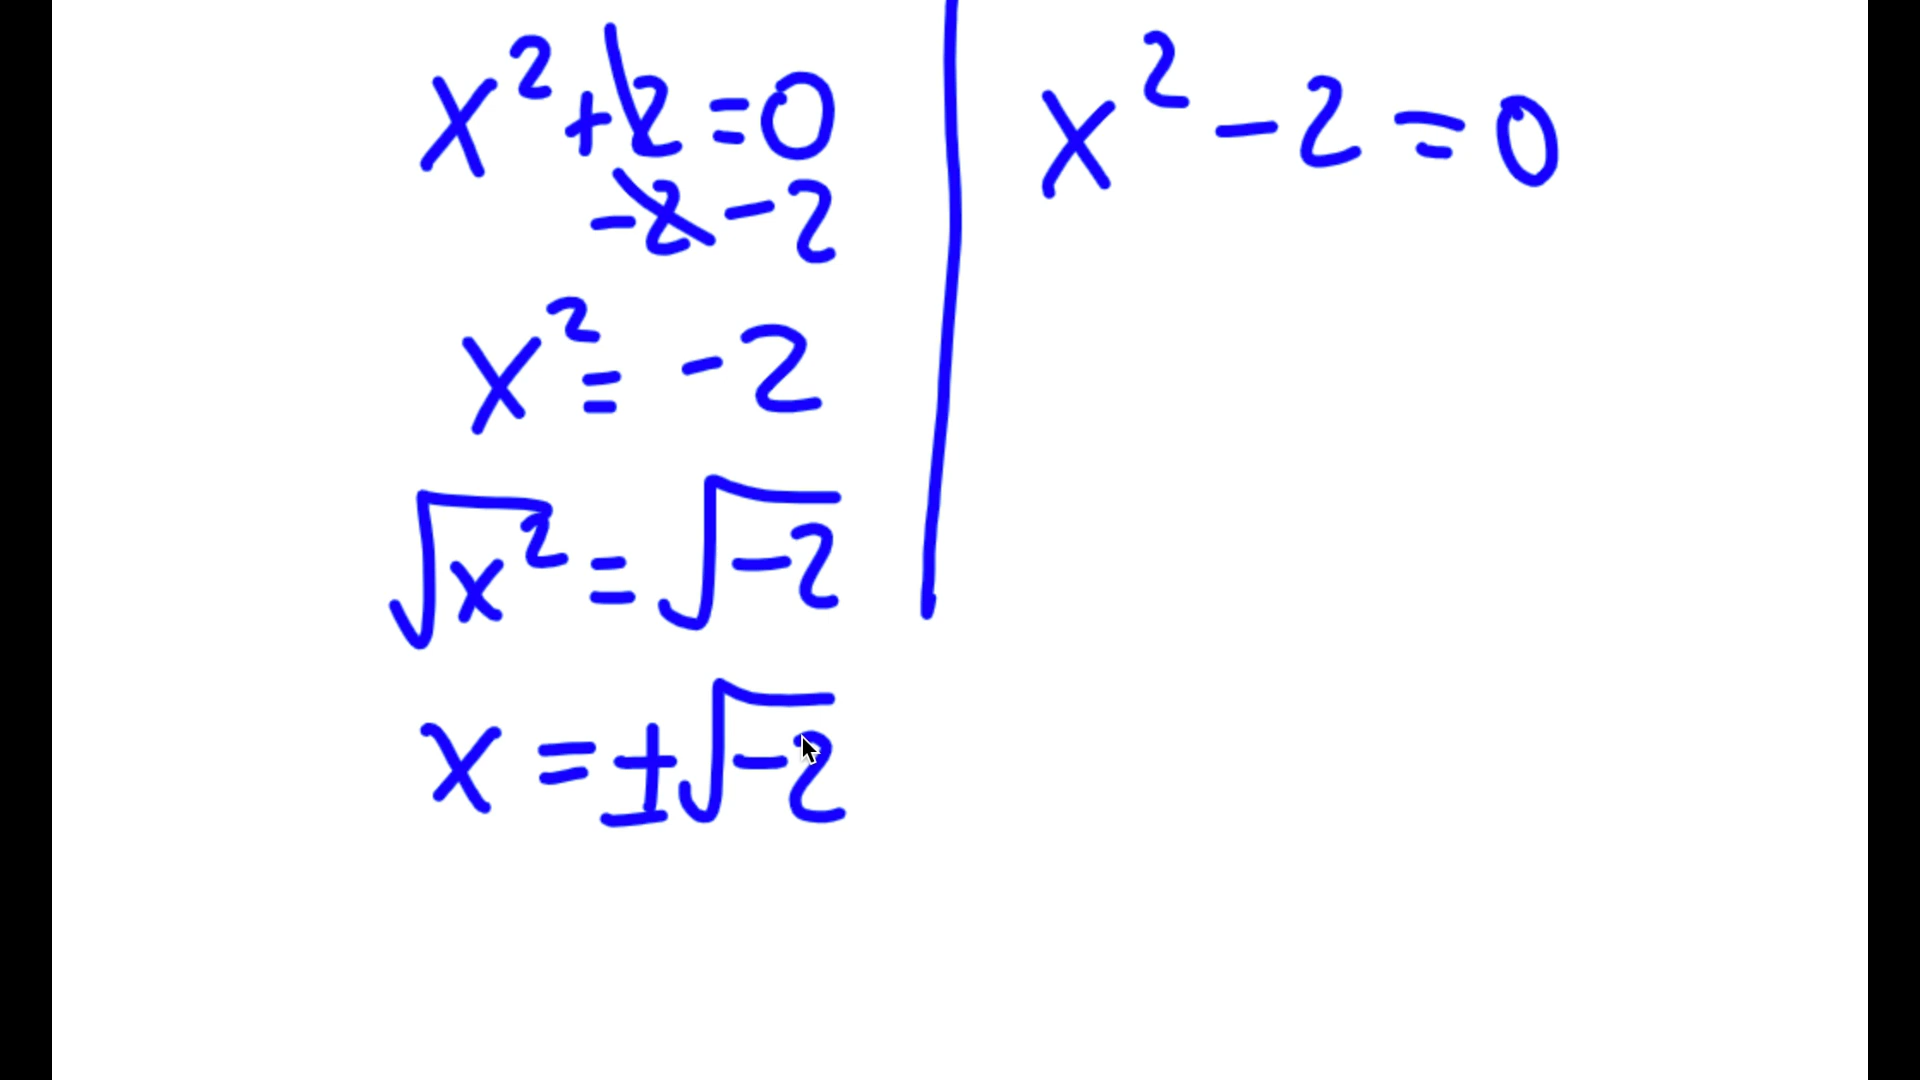 x² + 2 = 0
- 2 - 2
x² = -2
√x² = √-2
x = ±√-2
x² - 2 = 0